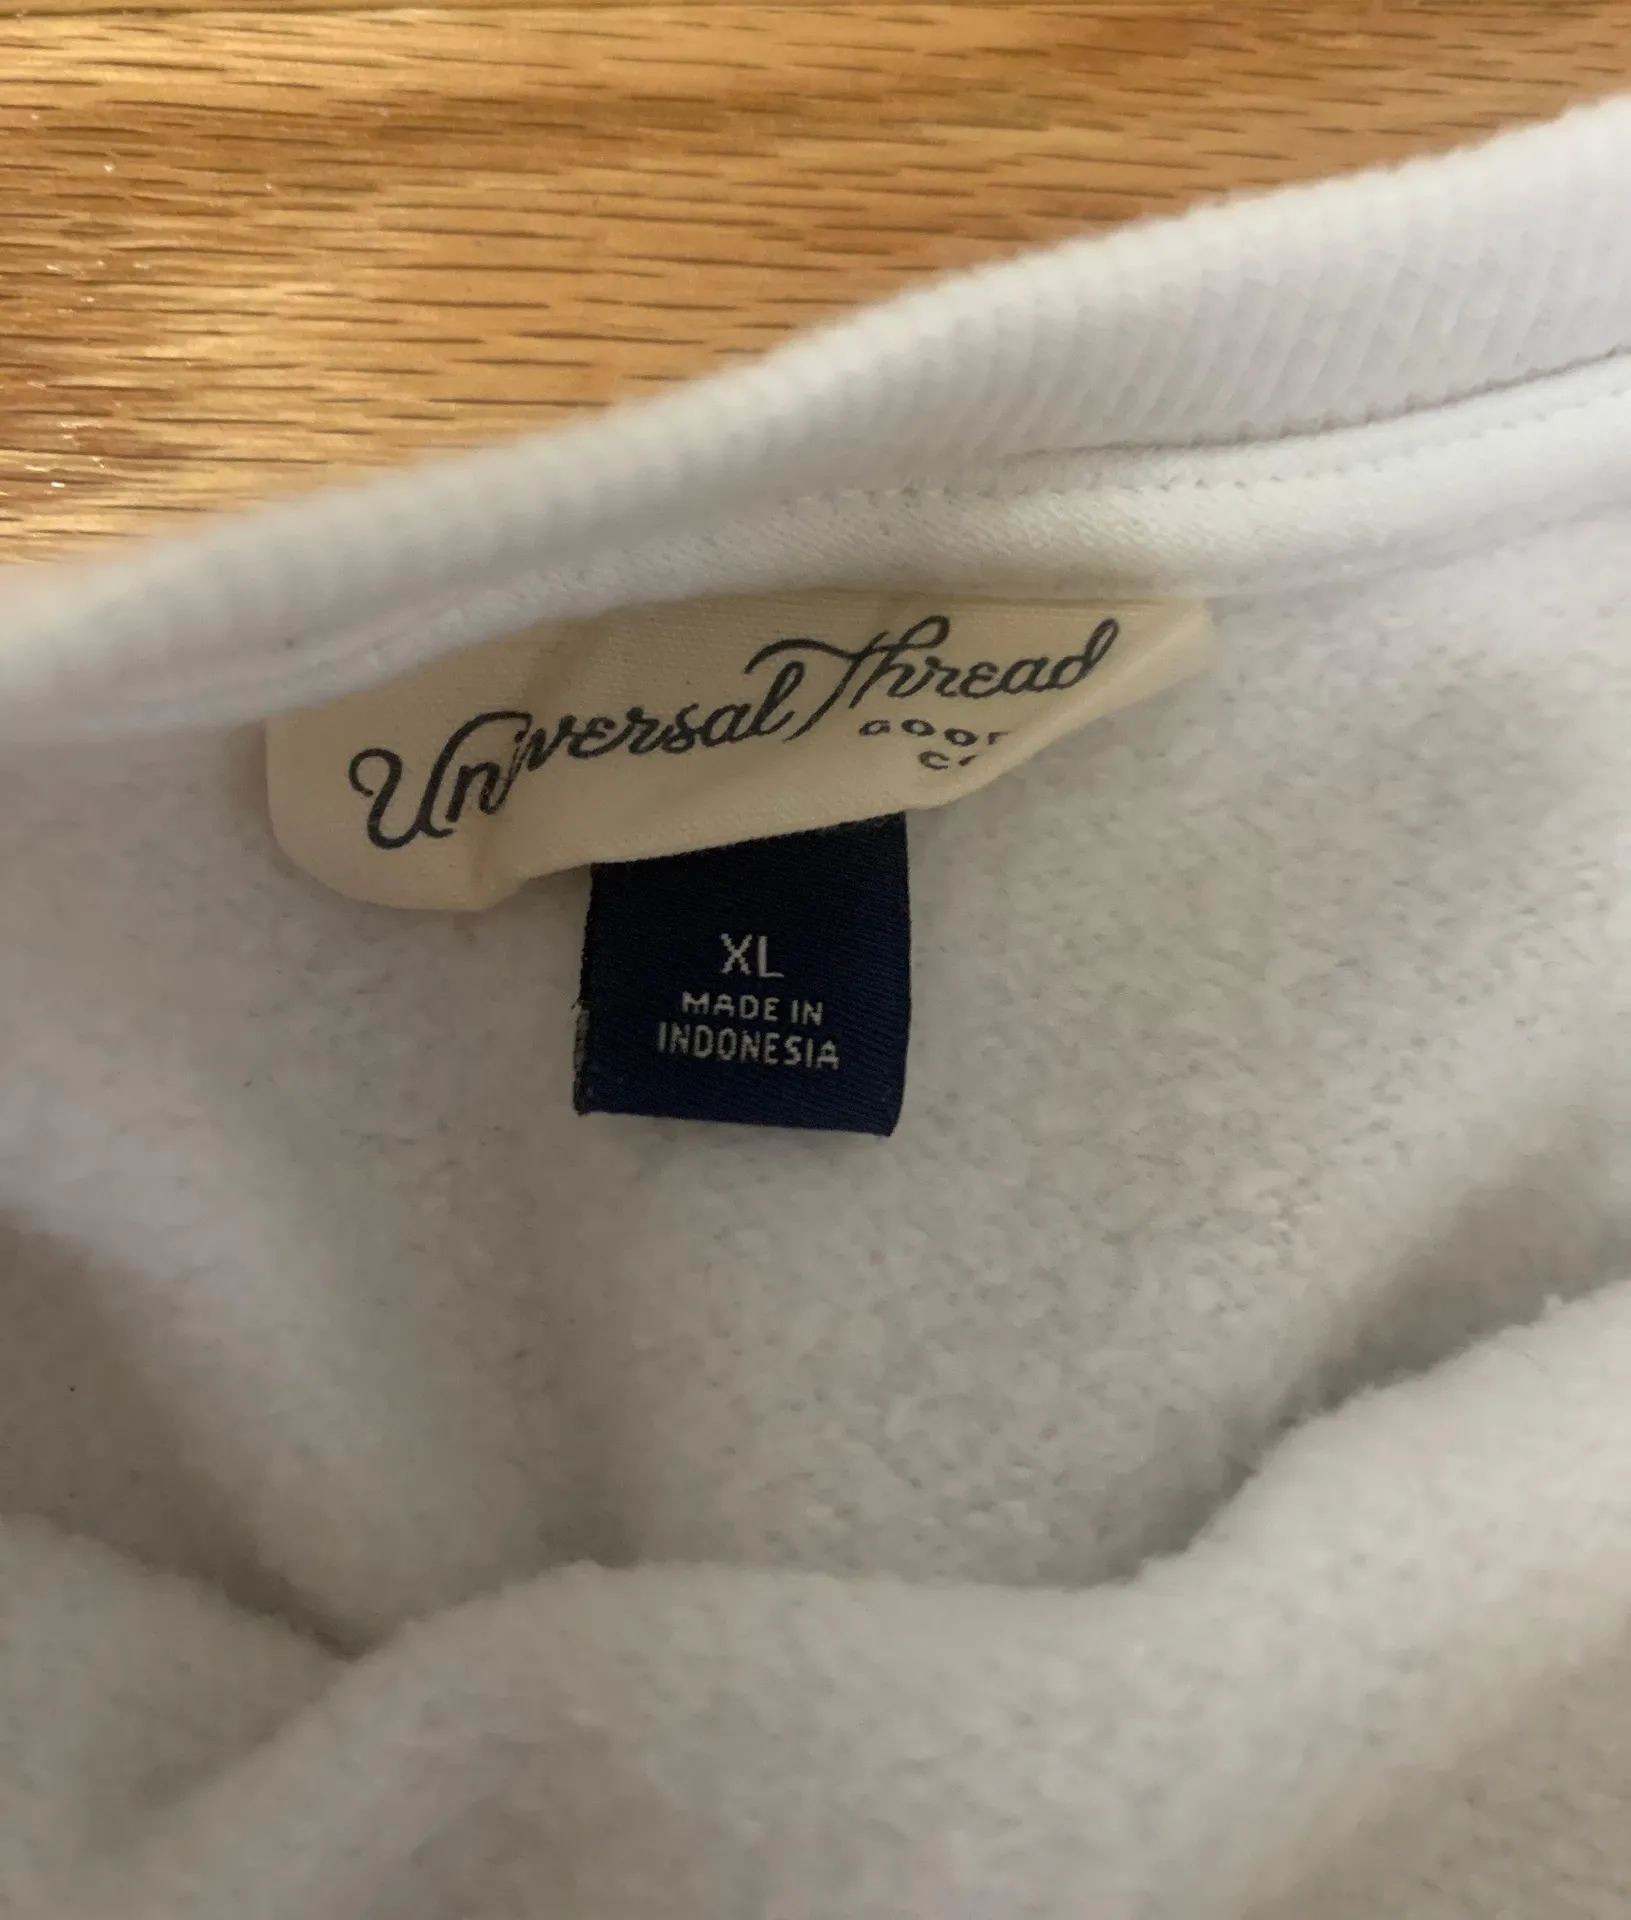 Universal Thread
XL
MADE IN
INDONESIA